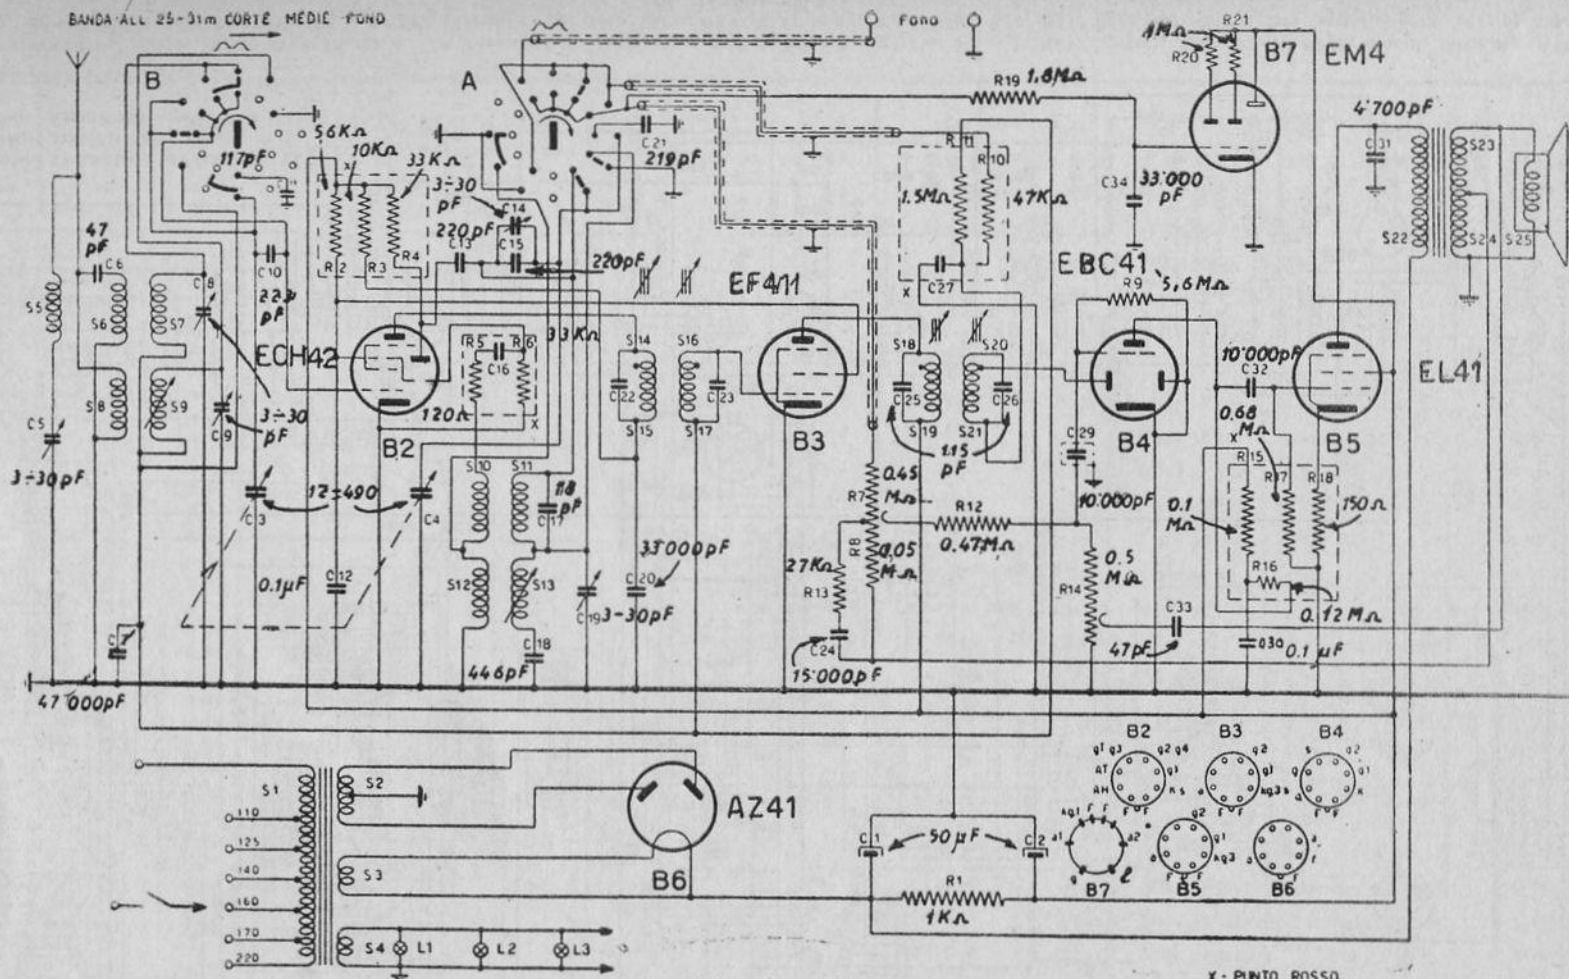 BANDA ALL 25-31m CORTE MEDIE FONO
B
A
FONO
R21
1MΩ
R20
B7
EM4
R19 1.8MΩ
4.700pF
C31
S23
S22
S24
S25
117pF
56KΩ
10KΩ
33KΩ
3÷30
pF
C14
220pF
C13
C15
220pF
C21
219pF
R11
R10
1.5MΩ
47KΩ
C27
x
C34
33.000
pF
47
pF
C6
S5
S6
S7
C8
C10
x
R2
R3
R4
ECH42
EF41
EBC41
R9
5,6MΩ
EL41
S8
S9
C9
3÷30
pF
C5
3÷30pF
B2
120Ω
R5
R6
C16
33KΩ
x
S14
C22
S15
S16
C23
S17
B3
S18
C25
S19
S20
C26
S21
115
pF
B4
C29
10.000pF
10.000pF
C32
0.68
MΩ
B5
R15
x
R17
R18
0.1
MΩ
150Ω
R16
0.12MΩ
C3
12÷490
C4
S10
S11
18
pF
C17
S12
S13
C18
446pF
0.1µF
C12
C19
3-30pF
C20
33.000pF
R7
0.45
MΩ
R8
0.05
MΩ
R12
0.47MΩ
27KΩ
R13
C24
15.000pF
R14
0.5
MΩ
C33
47pF
C30
0.1µF
C7
47.000pF
S1
110
125
140
160
170
220
S2
S3
S4
L1
L2
L3
AZ41
B6
C1
50µF
C2
R1
1KΩ
B2
B3
B4
B7
B5
B6
X - PUNTO ROSSO